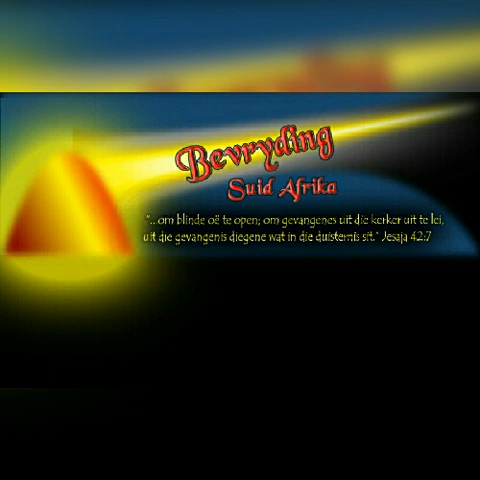 Bevryding
Suid Afrika
"...om blinde oë te open; om gevangenes uit die kerker uit te lei,
uit die gevangenis diegene wat in die duisternis sit." Jesaja 42:7